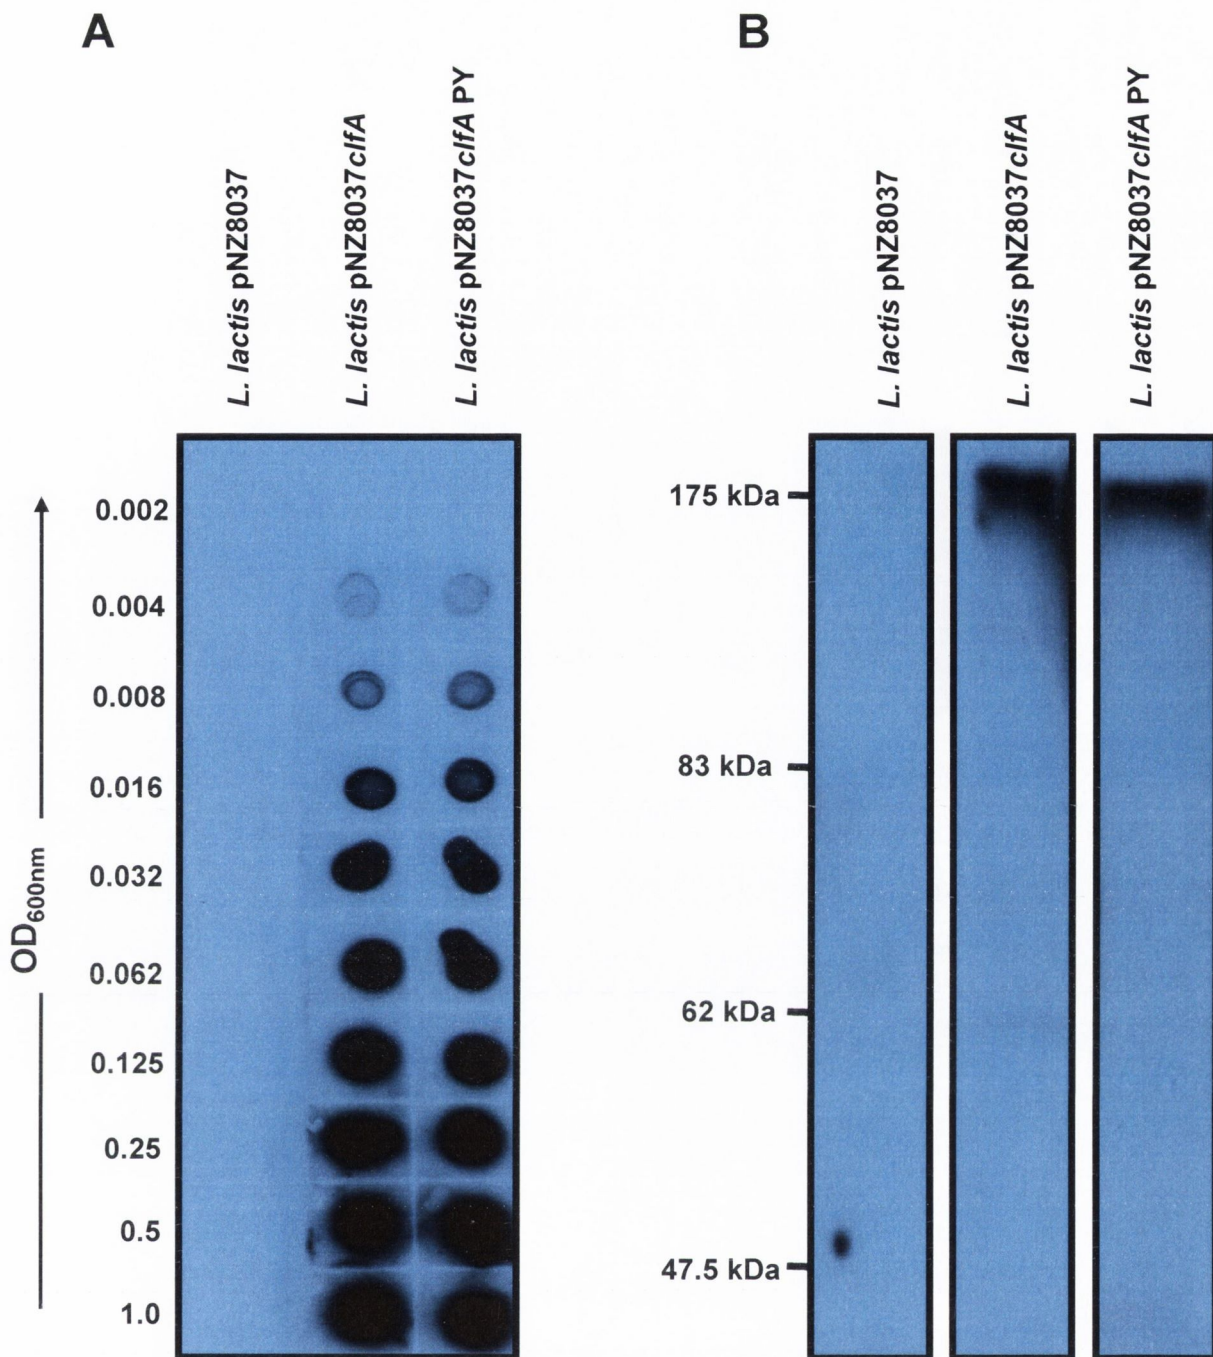 A
B
L. lactis pNZ8037
L. lactis pNZ8037clfA
L. lactis pNZ8037clfA PY
L. lactis pNZ8037
L. lactis pNZ8037clfA
L. lactis pNZ8037clfA PY
OD600nm
0.002
0.004
0.008
0.016
0.032
0.062
0.125
0.25
0.5
1.0
175 kDa
83 kDa
62 kDa
47.5 kDa